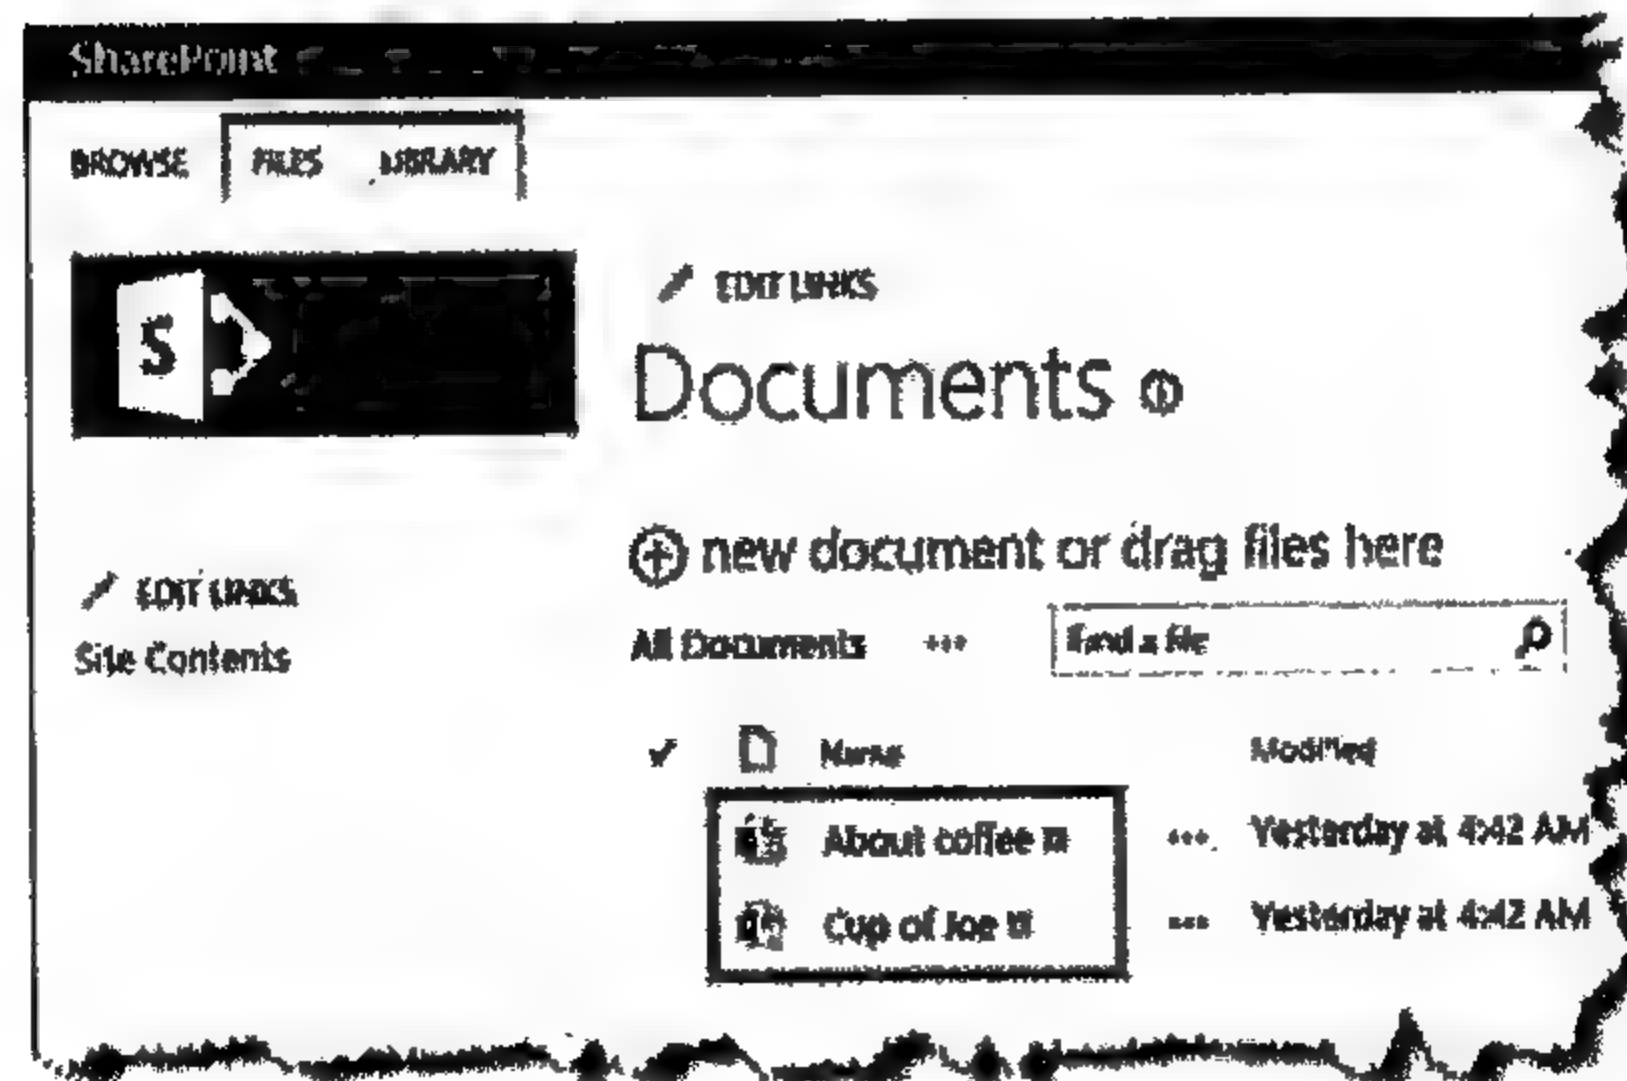 SharePoint
BROWSE FILES LIBRARY
S
EDIT LINKS
Documents
new document or drag files here
EDIT LINKS
All Documents ... Find a file
Site Contents
✓ Name Modified
About coffee ... Yesterday at 4:42 AM
Cup of Joe ... Yesterday at 4:42 AM